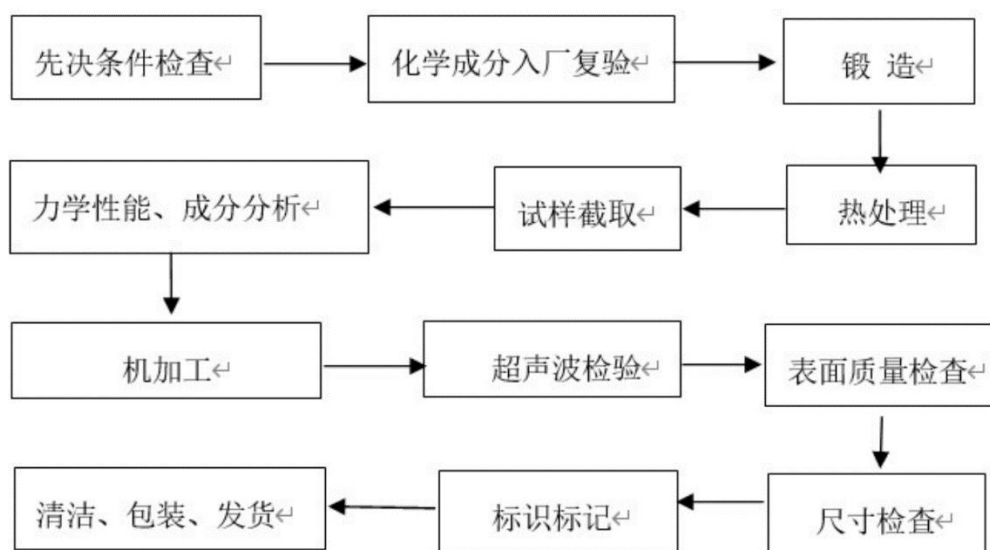 先决条件检查↵
化学成分入厂复验↵
锻 造↵
热处理↵
试样截取↵
力学性能、成分分析↵
机加工↵
超声波检验↵
表面质量检查↵
尺寸检查↵
标识标记↵
清洁、包装、发货↵